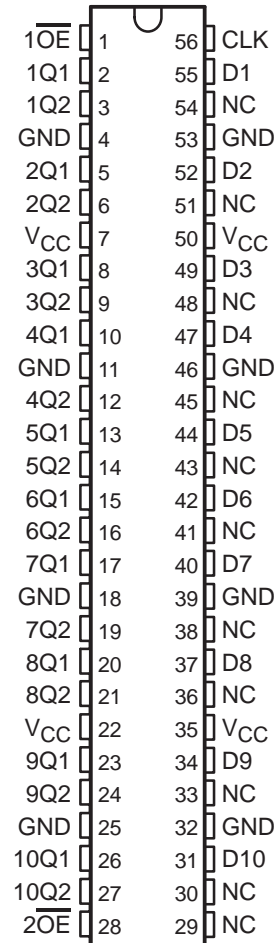 1O̅E̅ 1 56 CLK
1Q1 2 55 D1
1Q2 3 54 NC
GND 4 53 GND
2Q1 5 52 D2
2Q2 6 51 NC
VCC 7 50 VCC
3Q1 8 49 D3
3Q2 9 48 NC
4Q1 10 47 D4
GND 11 46 GND
4Q2 12 45 NC
5Q1 13 44 D5
5Q2 14 43 NC
6Q1 15 42 D6
6Q2 16 41 NC
7Q1 17 40 D7
GND 18 39 GND
7Q2 19 38 NC
8Q1 20 37 D8
8Q2 21 36 NC
VCC 22 35 VCC
9Q1 23 34 D9
9Q2 24 33 NC
GND 25 32 GND
10Q1 26 31 D10
10Q2 27 30 NC
2O̅E̅ 28 29 NC